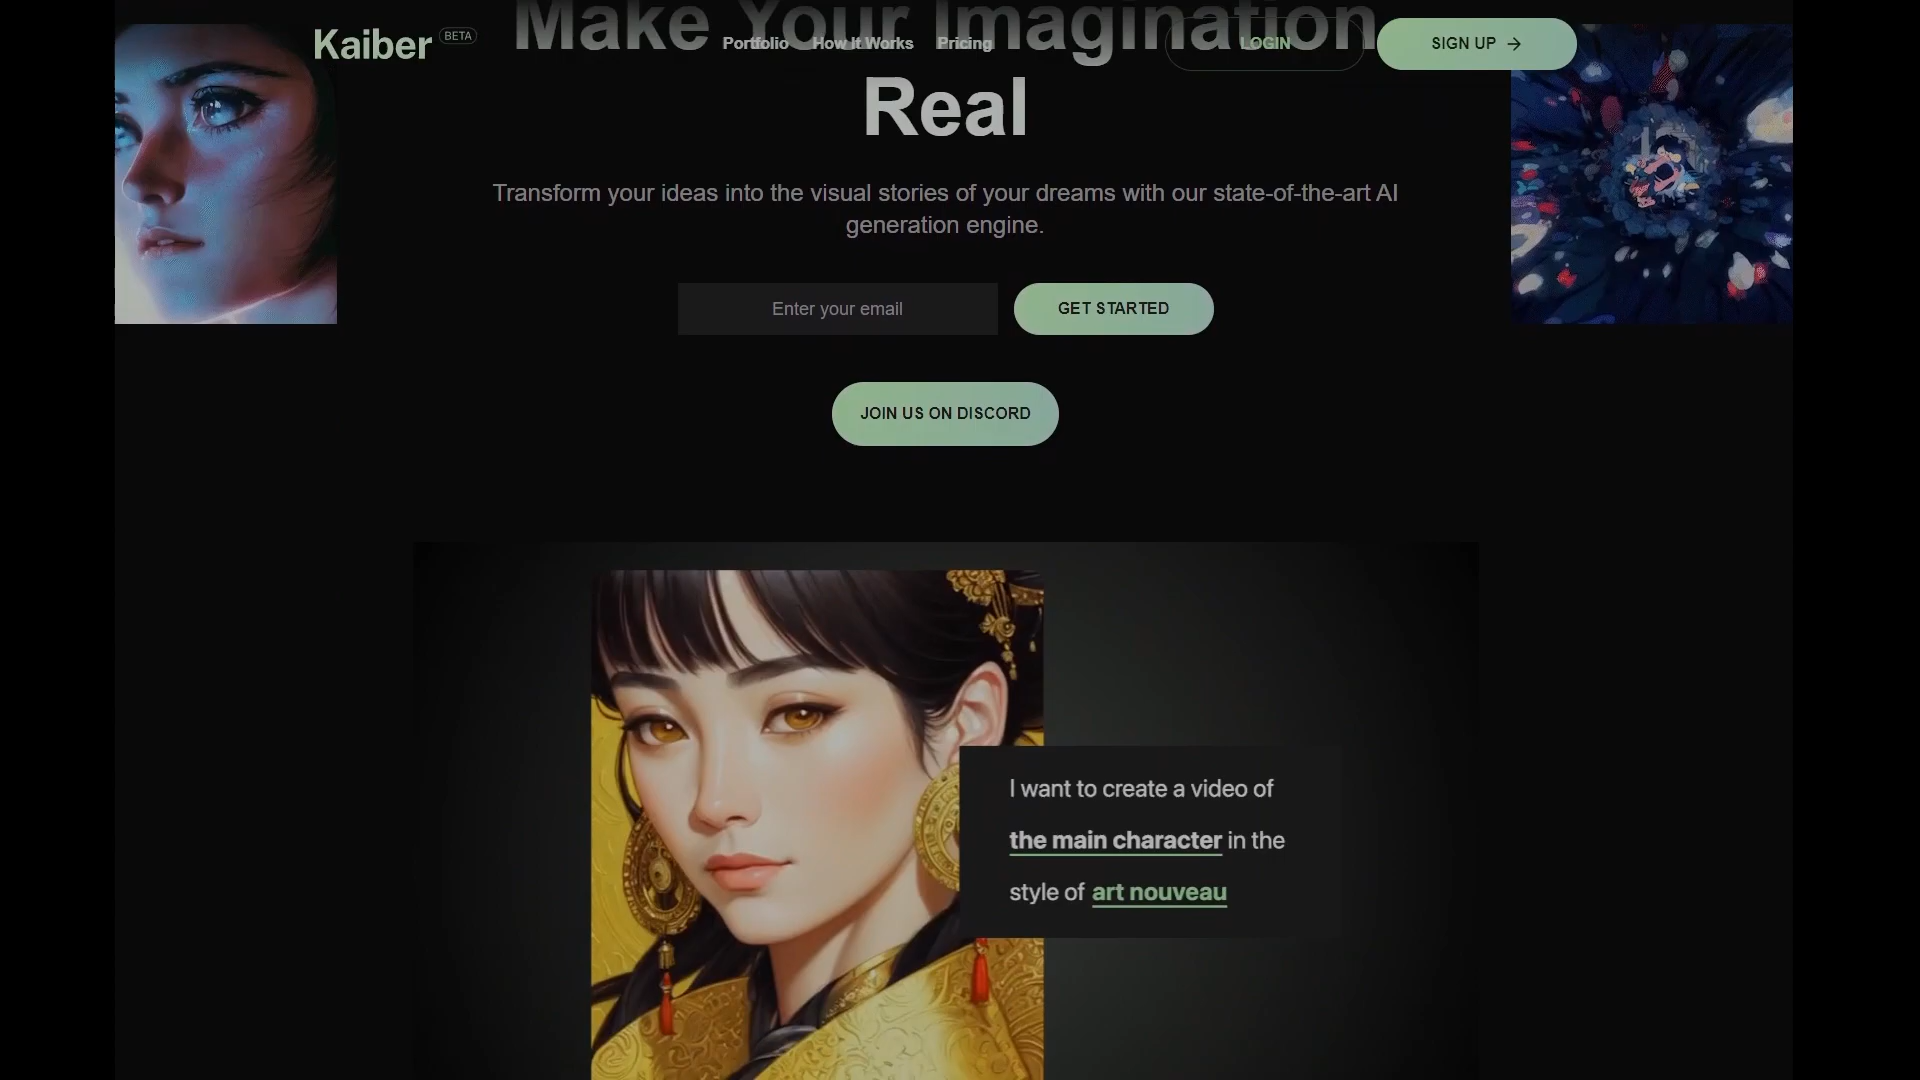 Kaiber BETA
Portfolio How It Works Pricing
LOGIN
SIGN UP
Make Your Imagination
Real
Transform your ideas into the visual stories of your dreams with our state-of-the-art AI
generation engine.
Enter your email
GET STARTED
JOIN US ON DISCORD
I want to create a video of
the main character in the
style of art nouveau